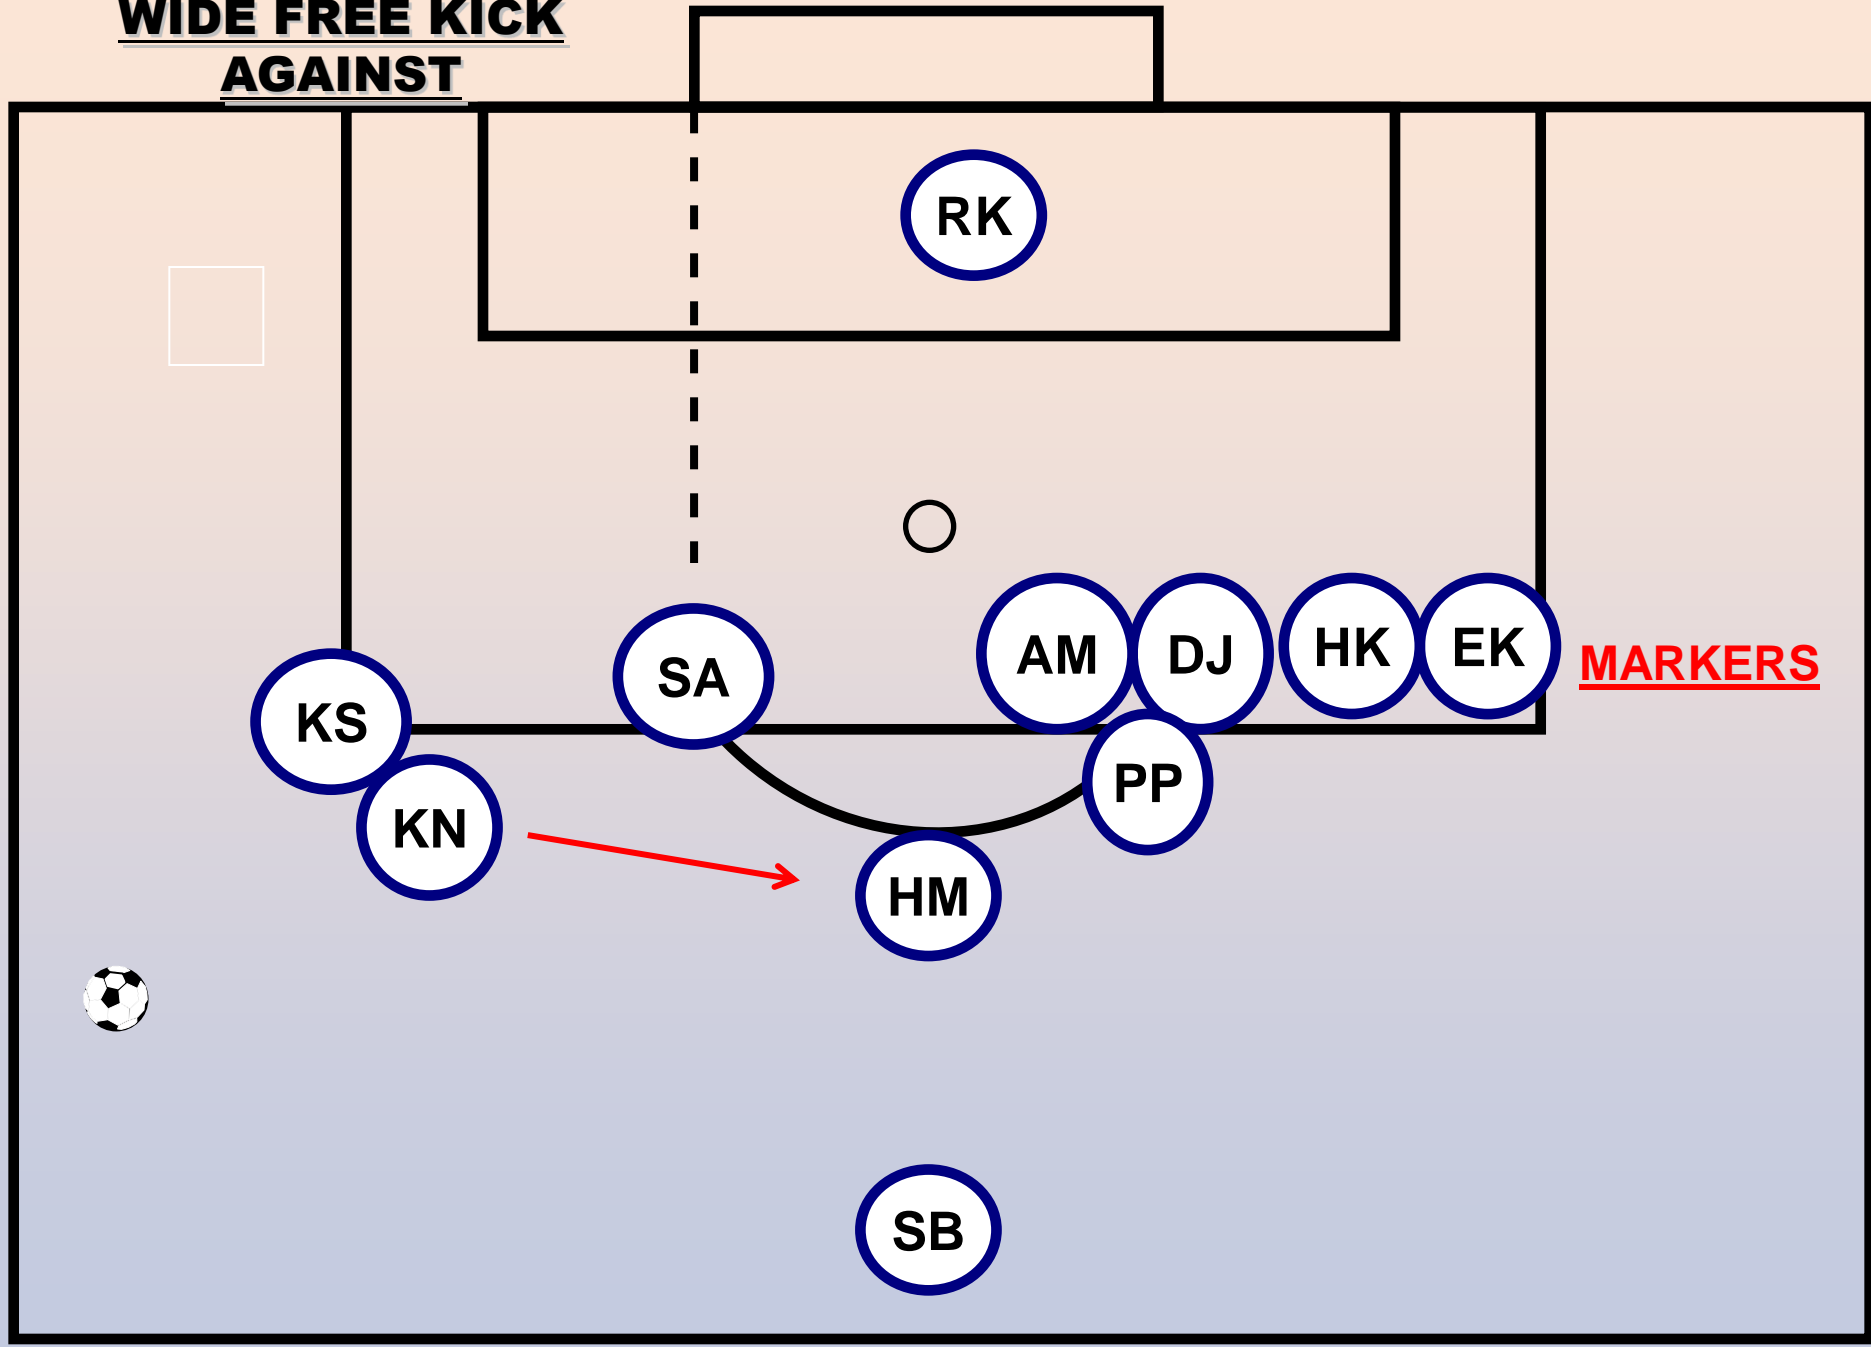 WIDE FREE KICK
AGAINST
RK
AM DJ HK EK MARKERS
SA
KS
PP
KN
HM
SB